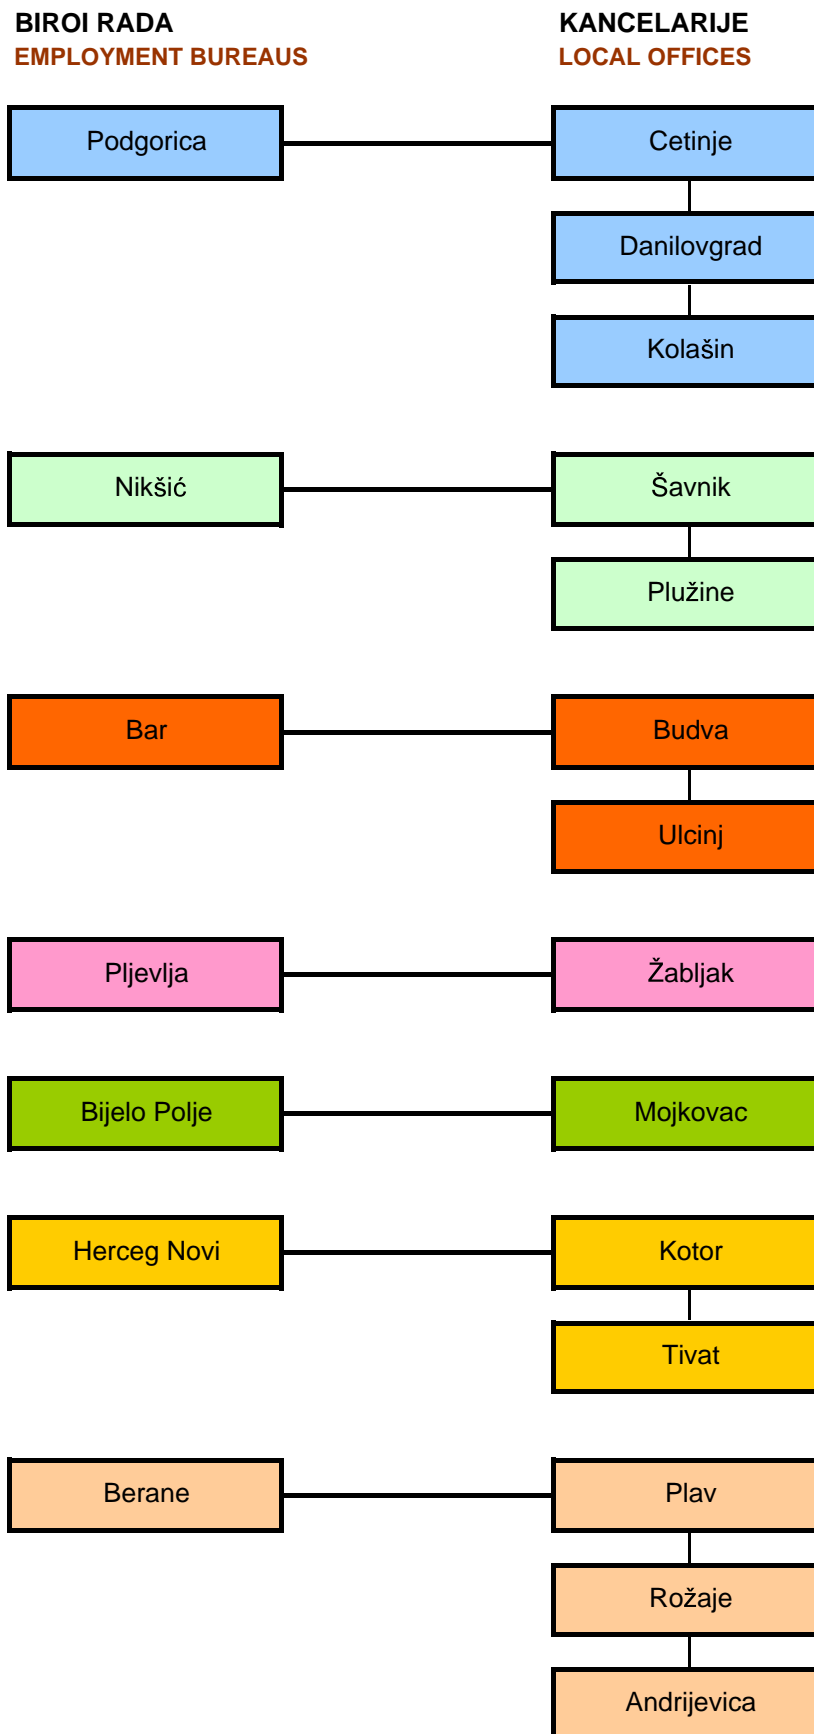 BIROI RADA
EMPLOYMENT BUREAUS
KANCELARIJE
LOCAL OFFICES
Podgorica
Cetinje
Danilovgrad
Kolašin
Nikšić
Šavnik
Plužine
Bar
Budva
Ulcinj
Pljevlja
Žabljak
Bijelo Polje
Mojkovac
Herceg Novi
Kotor
Tivat
Berane
Plav
Rožaje
Andrijevica